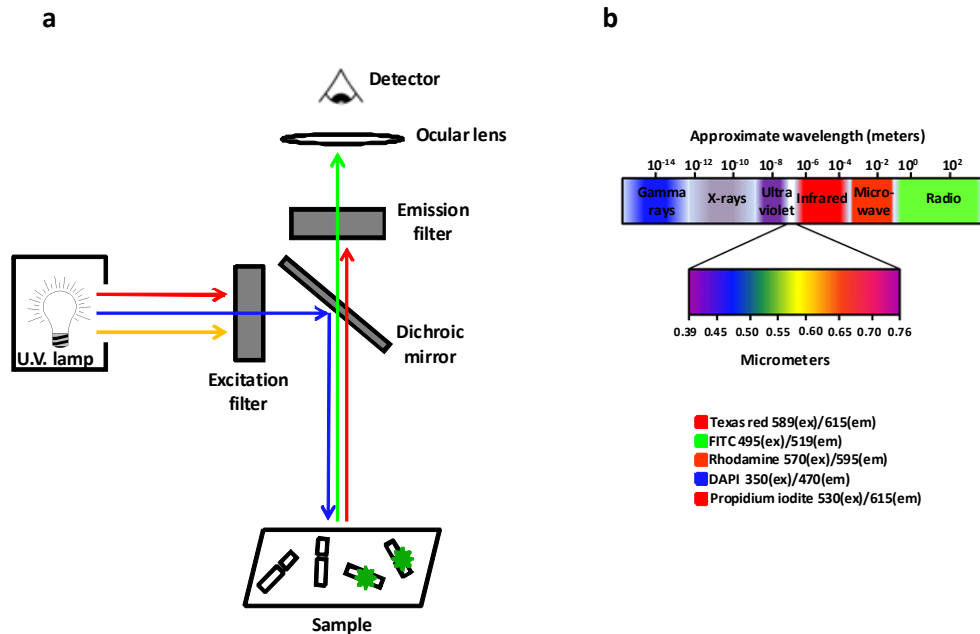 a
Detector
Ocular lens
Emission
filter
Dichroic
mirror
U.V. lamp
Excitation
filter
Sample
b
Approximate wavelength (meters)
10-14 10-12 10-10 10-8 10-6 10-4 10-2 100 102
Gamma
rays
X-rays
Ultra
violet
Infrared
Micro-
wave
Radio
0.39 0.45 0.50 0.55 0.60 0.65 0.70 0.76
Micrometers
Texas red 589(ex)/615(em)
FITC 495(ex)/519(em)
Rhodamine 570(ex)/595(em)
DAPI 350(ex)/470(em)
Propidium iodite 530(ex)/615(em)